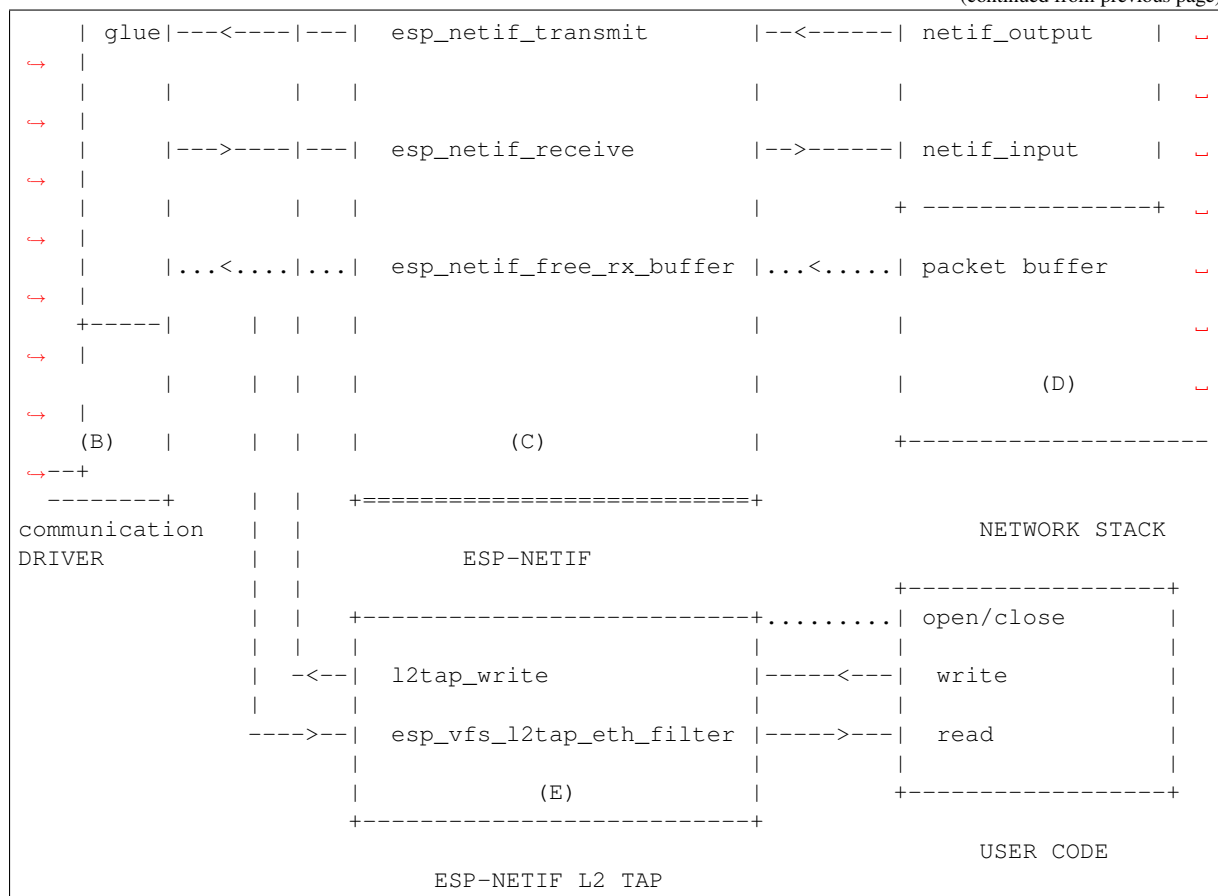 (continued from previous page)
| glue|---<----|---| esp_netif_transmit |--<------| netif_output | ␣
↪ |
| | | | | | | ␣
↪ |
| |--->----|---| esp_netif_receive |-->------| netif_input | ␣
↪ |
| | | | | + ----------------+ ␣
↪ |
| |...<....|...| esp_netif_free_rx_buffer |...<.....| packet buffer ␣
↪ |
+-----| | | | | | ␣
↪ |
| | | | | | (D) ␣
↪ |
(B) | | | | (C) | +---------------------
↪--+
--------+ | | +===========================+
communication | | NETWORK STACK
DRIVER | | ESP-NETIF
| | +------------------+
| | +---------------------------+.........| open/close |
| | | | | |
| -<--| l2tap_write |-----<---| write |
| | | | |
---->--| esp_vfs_l2tap_eth_filter |----->---| read |
| | | |
| (E) | +------------------+
+---------------------------+
USER CODE
ESP-NETIF L2 TAP